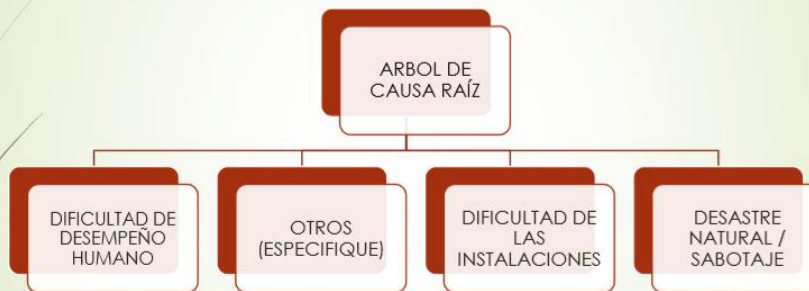 ARBOL DE
CAUSA RAÍZ
DIFICULTAD DE
DESEMPEÑO
HUMANO
OTROS
(ESPECIFIQUE)
DIFICULTAD DE
LAS
INSTALACIONES
DESASTRE
NATURAL /
SABOTAJE